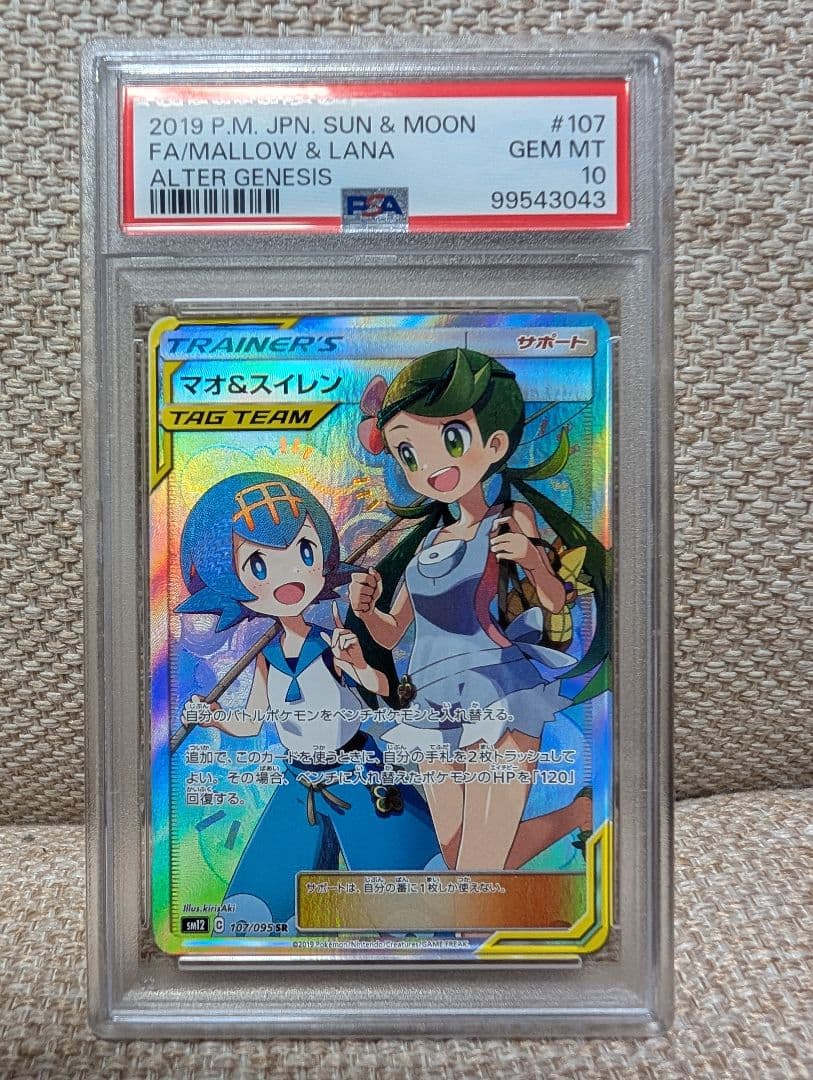 2019 P.M. JPN. SUN & MOON #107
FA/MALLOW & LANA GEM MT
ALTER GENESIS 10
PSA 99543043
TRAINER'S サポート
マオ&スイレン
TAG TEAM
自分のバトルポケモンをベンチポケモンと入れ替える。
追加で、このカードを使うときに、自分の手札を2枚トラッシュして
よい。その場合、ベンチに入れ替えたポケモンのHPを「120」
回復する。
サポートは、自分の番に1枚しか使えない。
Illus.kirisAki
sm12 C 107/095 SR
©2019 Pokémon/Nintendo/Creatures/GAME FREAK